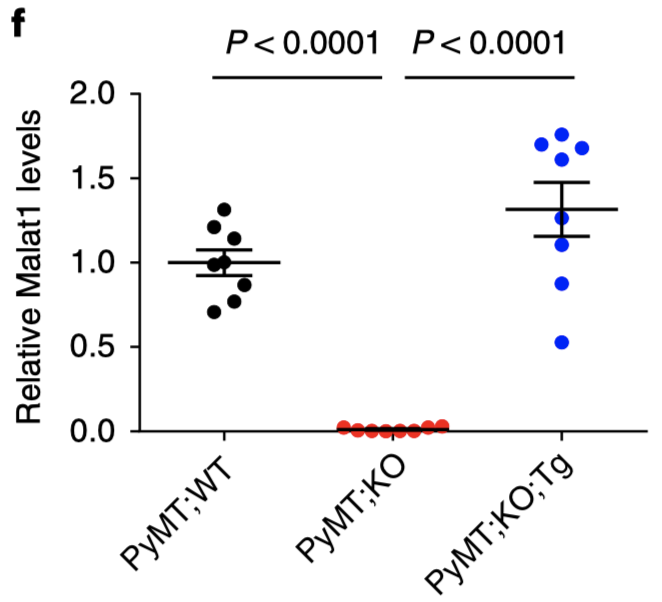 f
P < 0.0001 P < 0.0001
Relative Malat1 levels
2.0
1.5
1.0
0.5
0.0
PyMT;WT
PyMT;KO
PyMT;KO;Tg